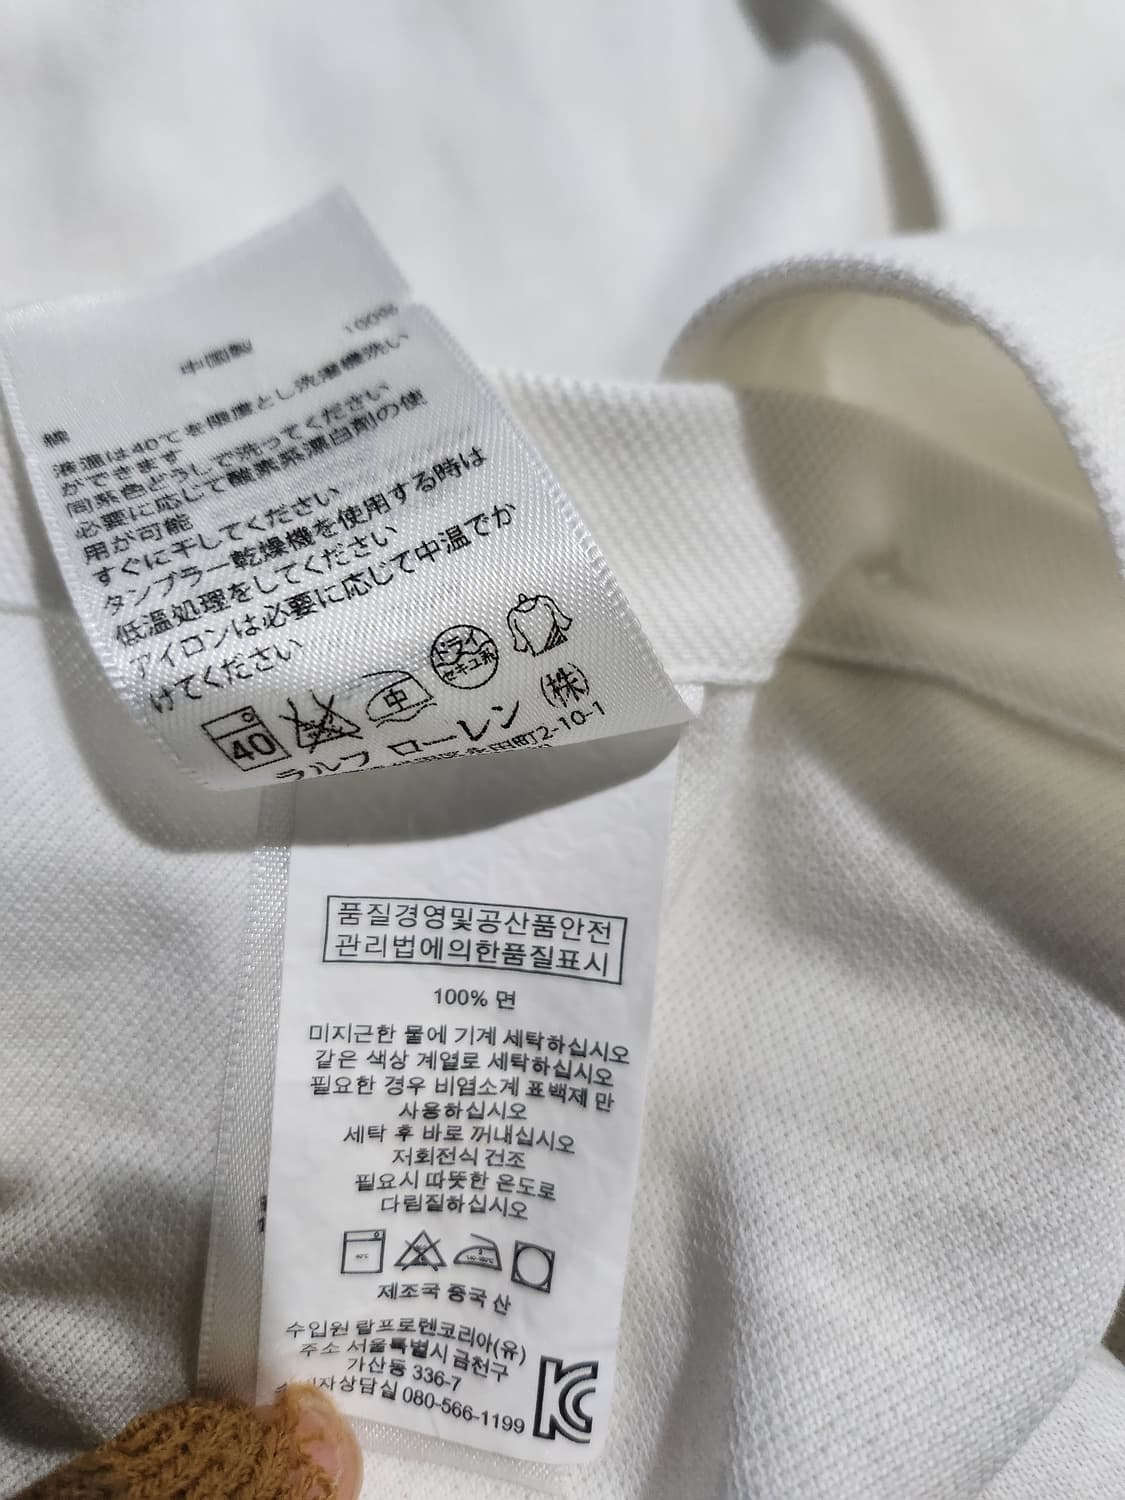 中国製
綿
100%
液温は40℃を限度とし洗濯機洗い
ができます
同系色どうしで洗ってください
必要に応じて酸素系漂白剤の使
用が可能
すぐに干してください
タンブラー乾燥機を使用する時は
低温処理をしてください
アイロンは必要に応じて中温でか
けてください
40
中
ドライ
セキユ系
ラルフ ローレン (株)
2-10-1
품질경영및공산품안전
관리법에의한품질표시
100% 면
미지근한 물에 기계 세탁하십시오
같은 색상 계열로 세탁하십시오
필요한 경우 비염소계 표백제 만
사용하십시오
세탁 후 바로 꺼내십시오
저회전식 건조
필요시 따뜻한 온도로
다림질하십시오
제조국 중국 산
수입원 랄프로렌코리아(유)
주소 서울특별시 금천구
가산동 336-7
080-566-1199